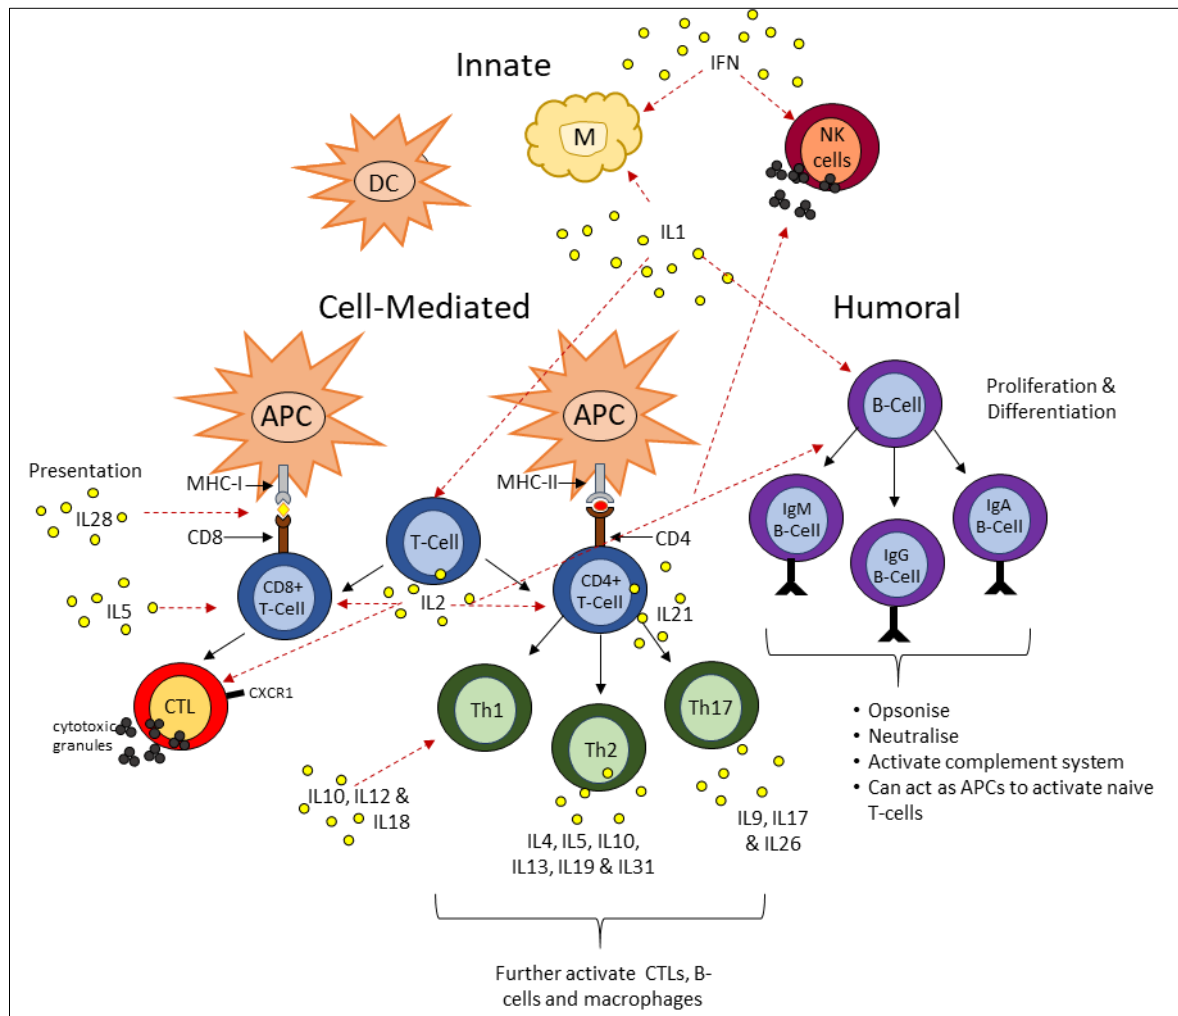 Innate
IFN
M
NK
cells
DC
IL1
Cell-Mediated
Humoral
APC
APC
B-Cell
Proliferation &
Differentiation
Presentation
MHC-I
MHC-II
IL28
CD8
T-Cell
CD4
IgM
B-Cell
IgG
B-Cell
IgA
B-Cell
CD8+
T-Cell
CD4+
T-Cell
IL5
IL2
IL21
CTL
CXCR1
cytotoxic
granules
Th1
Th2
Th17
• Opsonise
• Neutralise
• Activate complement system
• Can act as APCs to activate naive
T-cells
IL10, IL12 &
IL18
IL4, IL5, IL10,
IL13, IL19 & IL31
IL9, IL17
& IL26
Further activate CTLs, B-
cells and macrophages